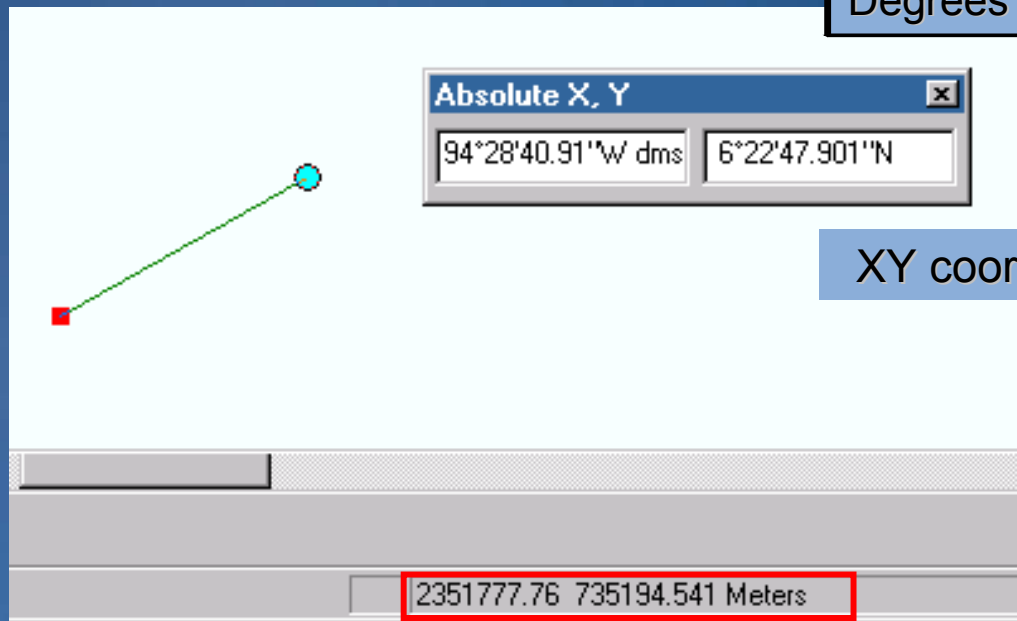 Degrees
Absolute X, Y
94°28'40.91"W dms 6°22'47.901"N
XY coor
2351777.76 735194.541 Meters